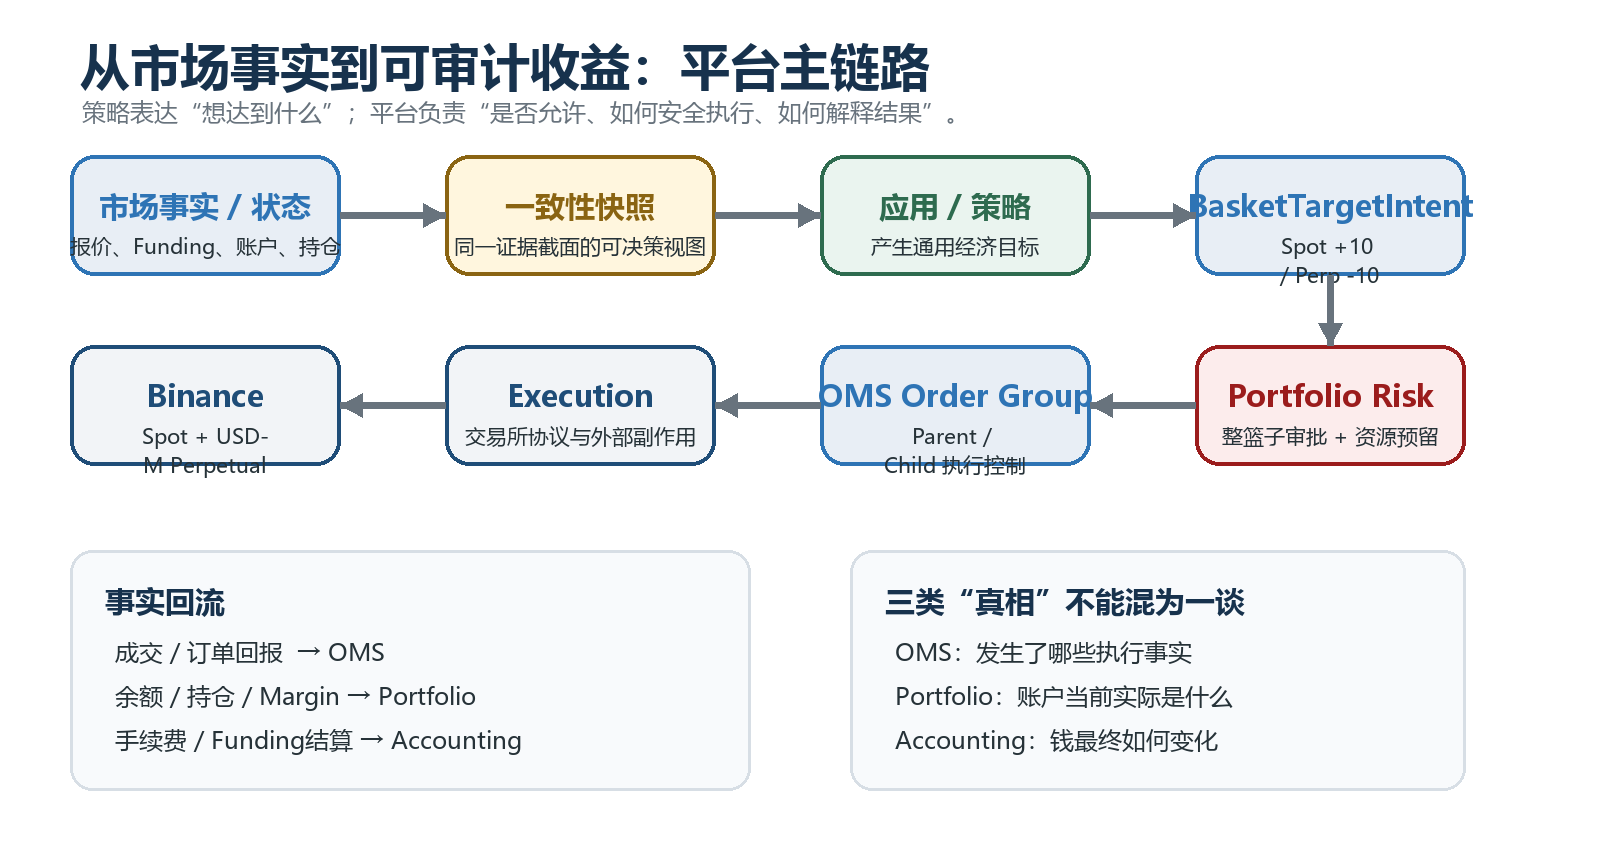 从市场事实到可审计收益：平台主链路
策略表达“想达到什”；平台负责“是否允许、如何安全执行、如何解释结果”。
市场事实 / 状态
报价、Funding、账户、持仓
一致性快照
同一证据截面的可决策视图
应用 / 策略
产生通用经济目标
BasketTargetIntent
Spot +10
/ Perp -10
Binance
Spot + USD-
M Perpetual
Execution
交易所协议与外部副作用
OMS Order Group
Parent /
Child 执行控制
Portfolio Risk
整篮子审批 + 资源预留
事实回流
成交 / 订单回报 → OMS
余额 / 持仓 / Margin → Portfolio
手续费 / Funding结算 → Accounting
三类“真相”不能混为一谈
OMS：发生了哪些执行事实
Portfolio：账户当前实际是什么
Accounting：钱最终如何变化